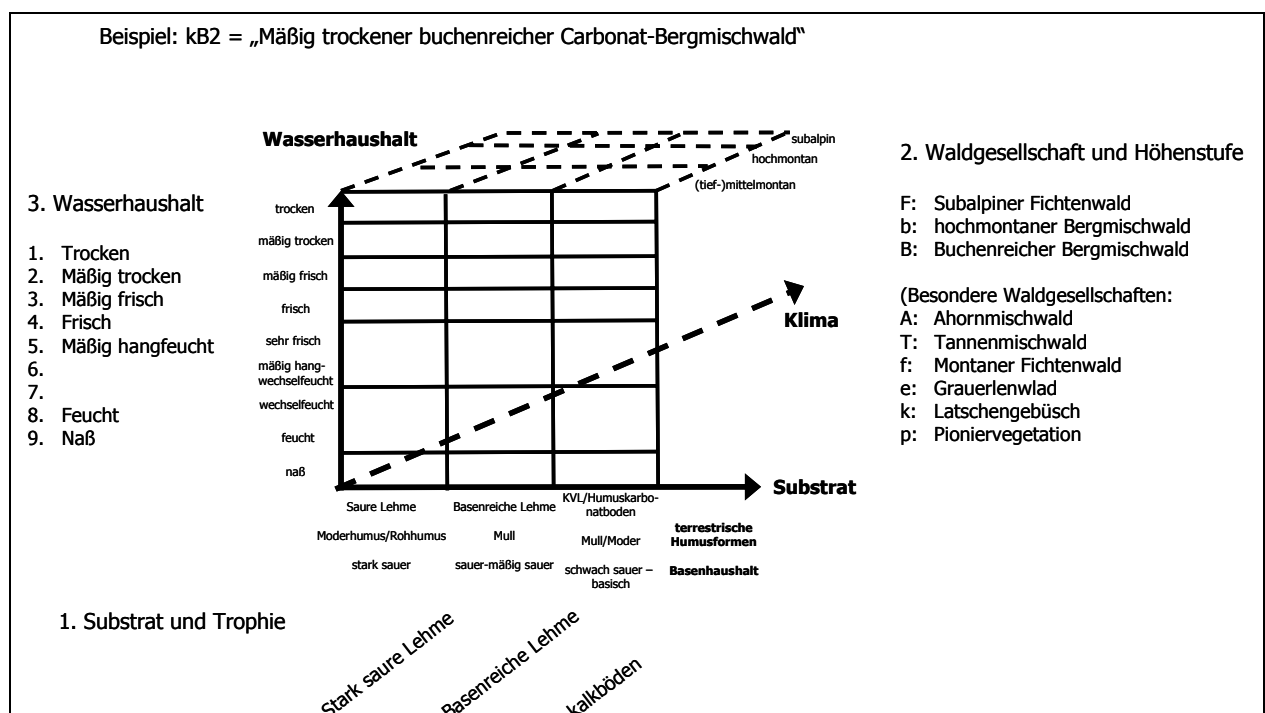 Beispiel: kB2 = „Mäßig trockener buchenreicher Carbonat-Bergmischwald“
Wasserhaushalt
subalpin
hochmontan
(tief-)mittelmontan
3. Wasserhaushalt
1. Trocken
2. Mäßig trocken
3. Mäßig frisch
4. Frisch
5. Mäßig hangfeucht
6.
7.
8. Feucht
9. Naß
trocken
mäßig trocken
mäßig frisch
frisch
sehr frisch
mäßig hang-
wechselfeucht
wechselfeucht
feucht
naß
Klima
Substrat
2. Waldgesellschaft und Höhenstufe
F: Subalpiner Fichtenwald
b: hochmontaner Bergmischwald
B: Buchenreicher Bergmischwald
(Besondere Waldgesellschaften:
A: Ahornmischwald
T: Tannenmischwald
f: Montaner Fichtenwald
e: Grauerlenwlad
k: Latschengebüsch
p: Pioniervegetation
Saure Lehme
Moderhumus/Rohhumus
stark sauer
Basenreiche Lehme
Mull
sauer-mäßig sauer
KVL/Humuskarbo-
natboden
Mull/Moder
schwach sauer –
basisch
terrestrische
Humusformen
Basenhaushalt
1. Substrat und Trophie
Stark saure Lehme
Basenreiche Lehme
kalkböden